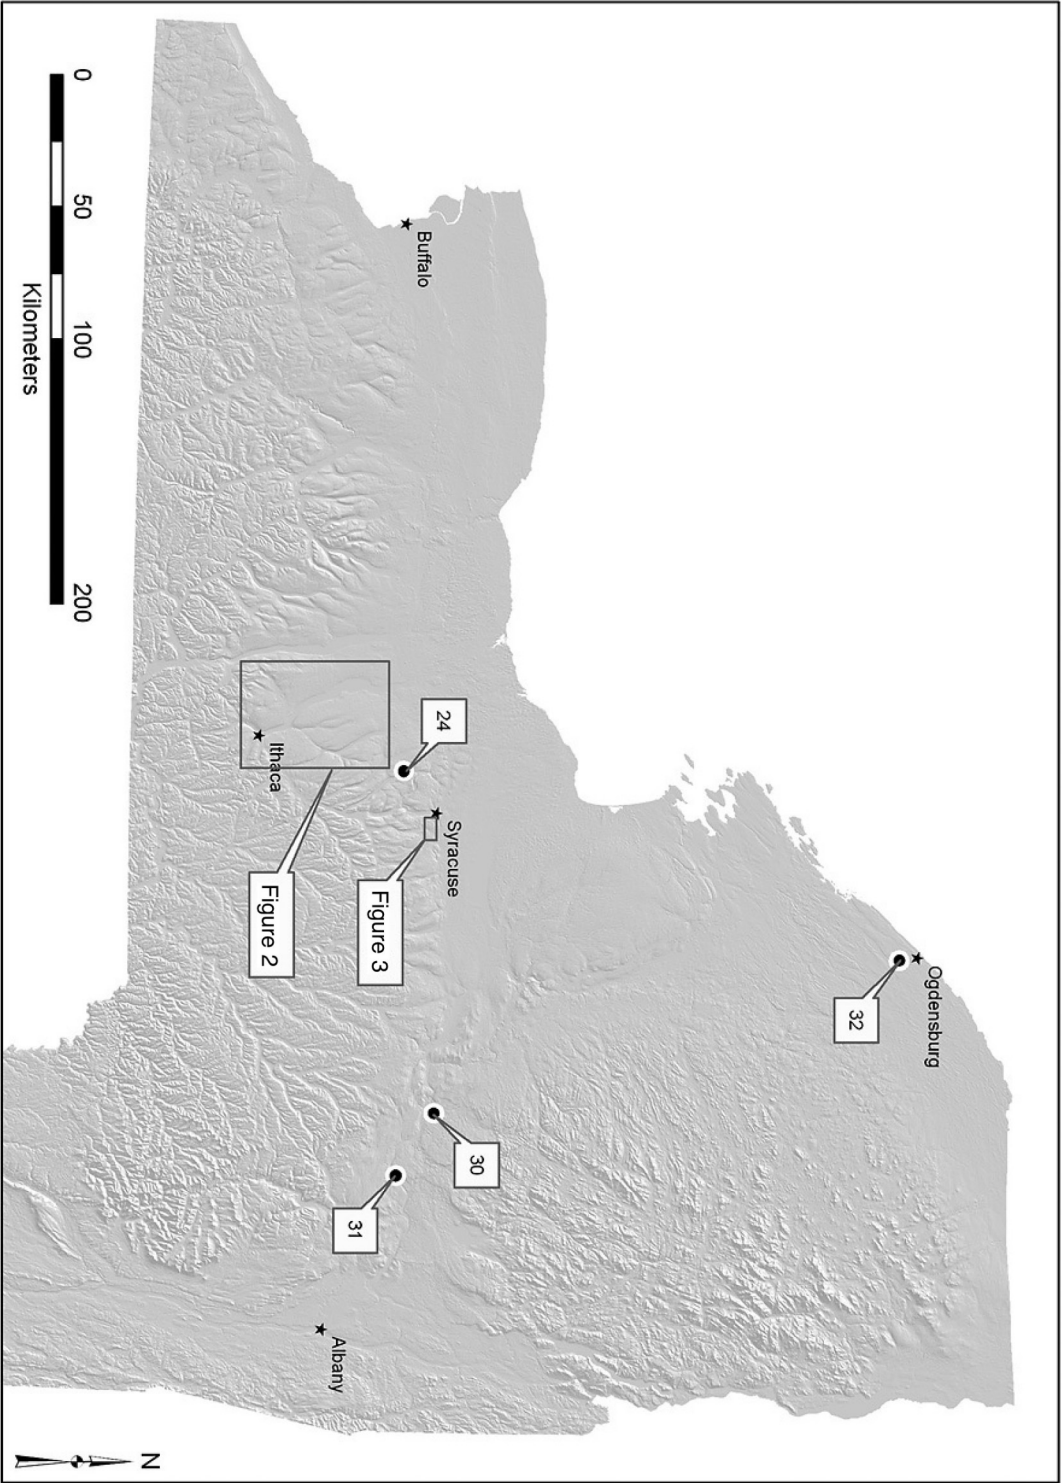 Ogdensburg
32
Buffalo
24
Syracuse
30
Figure 3
31
Ithaca
Figure 2
Albany
0 50 100 200
Kilometers
N